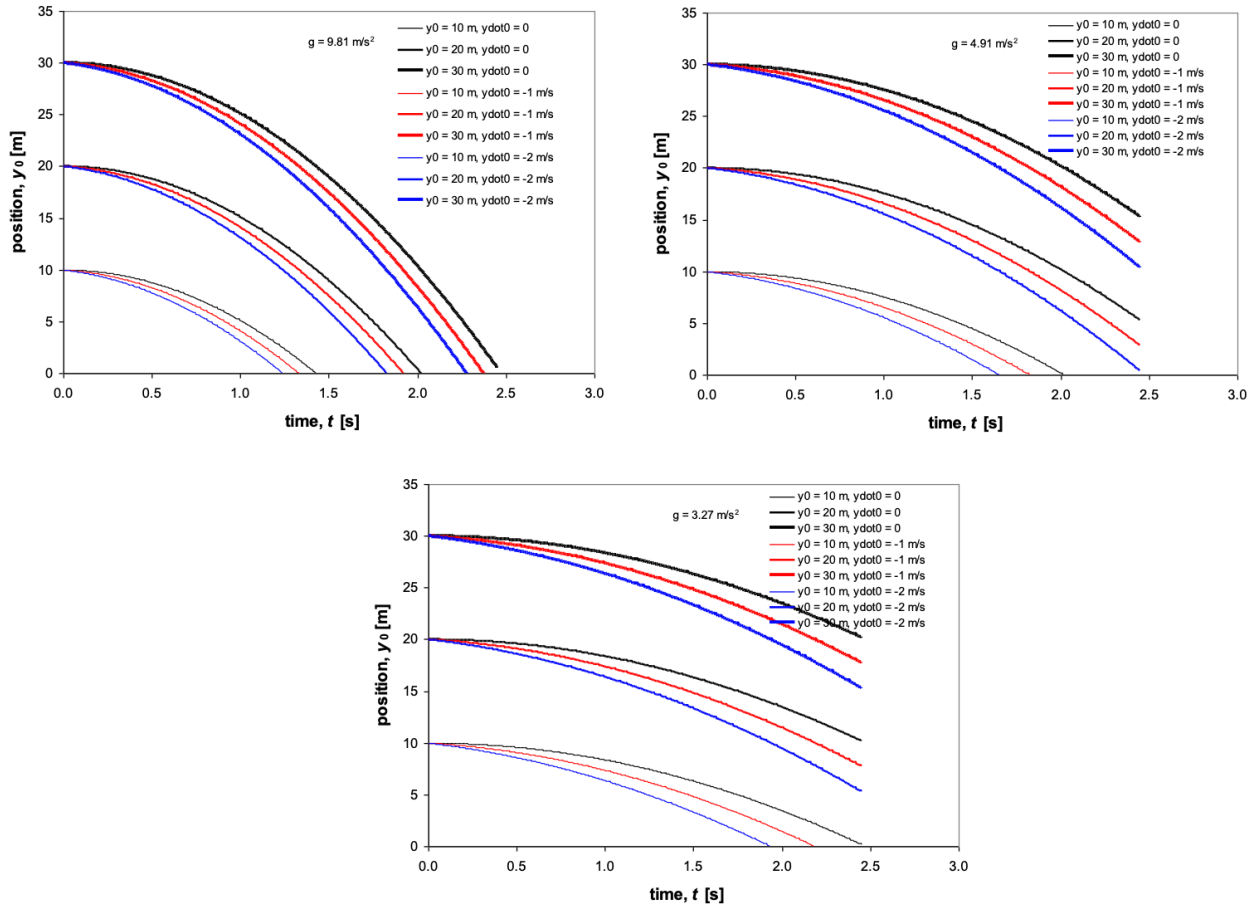 35
30
25
20
15
10
5
0
position, y 0 [m]
g = 9.81 m/s2
y0 = 10 m, ydot0 = 0
y0 = 20 m, ydot0 = 0
y0 = 30 m, ydot0 = 0
y0 = 10 m, ydot0 = -1 m/s
y0 = 20 m, ydot0 = -1 m/s
y0 = 30 m, ydot0 = -1 m/s
y0 = 10 m, ydot0 = -2 m/s
y0 = 20 m, ydot0 = -2 m/s
y0 = 30 m, ydot0 = -2 m/s
0.0 0.5 1.0 1.5 2.0 2.5 3.0
time, t [s]
35
30
25
20
15
10
5
0
position, y 0 [m]
g = 4.91 m/s2
y0 = 10 m, ydot0 = 0
y0 = 20 m, ydot0 = 0
y0 = 30 m, ydot0 = 0
y0 = 10 m, ydot0 = -1 m/s
y0 = 20 m, ydot0 = -1 m/s
y0 = 30 m, ydot0 = -1 m/s
y0 = 10 m, ydot0 = -2 m/s
y0 = 20 m, ydot0 = -2 m/s
y0 = 30 m, ydot0 = -2 m/s
0.0 0.5 1.0 1.5 2.0 2.5 3.0
time, t [s]
35
30
25
20
15
10
5
0
position, y 0 [m]
g = 3.27 m/s2
y0 = 10 m, ydot0 = 0
y0 = 20 m, ydot0 = 0
y0 = 30 m, ydot0 = 0
y0 = 10 m, ydot0 = -1 m/s
y0 = 20 m, ydot0 = -1 m/s
y0 = 30 m, ydot0 = -1 m/s
y0 = 10 m, ydot0 = -2 m/s
y0 = 20 m, ydot0 = -2 m/s
y0 = 30 m, ydot0 = -2 m/s
0.0 0.5 1.0 1.5 2.0 2.5 3.0
time, t [s]